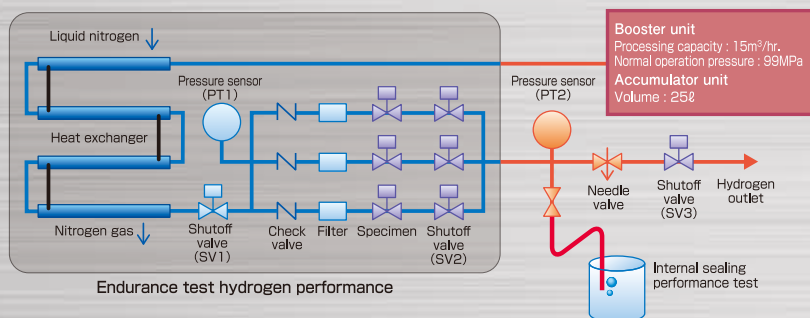 Booster unit
Processing capacity : 15m³/hr.
Normal operation pressure : 99MPa
Accumulator unit
Volume : 25ℓ
Liquid nitrogen
Pressure sensor
(PT1)
Pressure sensor
(PT2)
Heat exchanger
Nitrogen gas
Shutoff
valve
(SV1)
Check
valve
Filter
Specimen
Shutoff
valve
(SV2)
Needle
valve
Shutoff
valve
(SV3)
Hydrogen
outlet
Internal sealing
performance test
Endurance test hydrogen performance